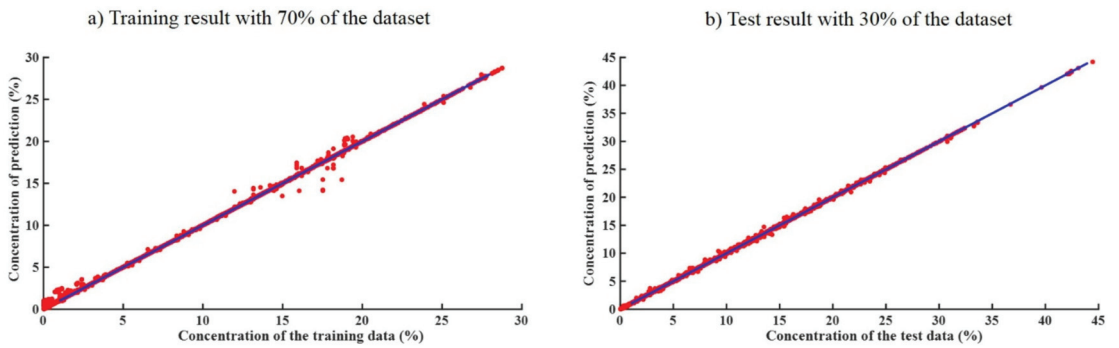 a) Training result with 70% of the dataset
30
25
20
15
10
5
0
Concentration of prediction (%)
0 5 10 15 20 25 30
Concentration of the training data (%)
b) Test result with 30% of the dataset
45
40
35
30
25
20
15
10
5
0
Concentration of prediction (%)
0 5 10 15 20 25 30 35 40 45
Concentration of the test data (%)